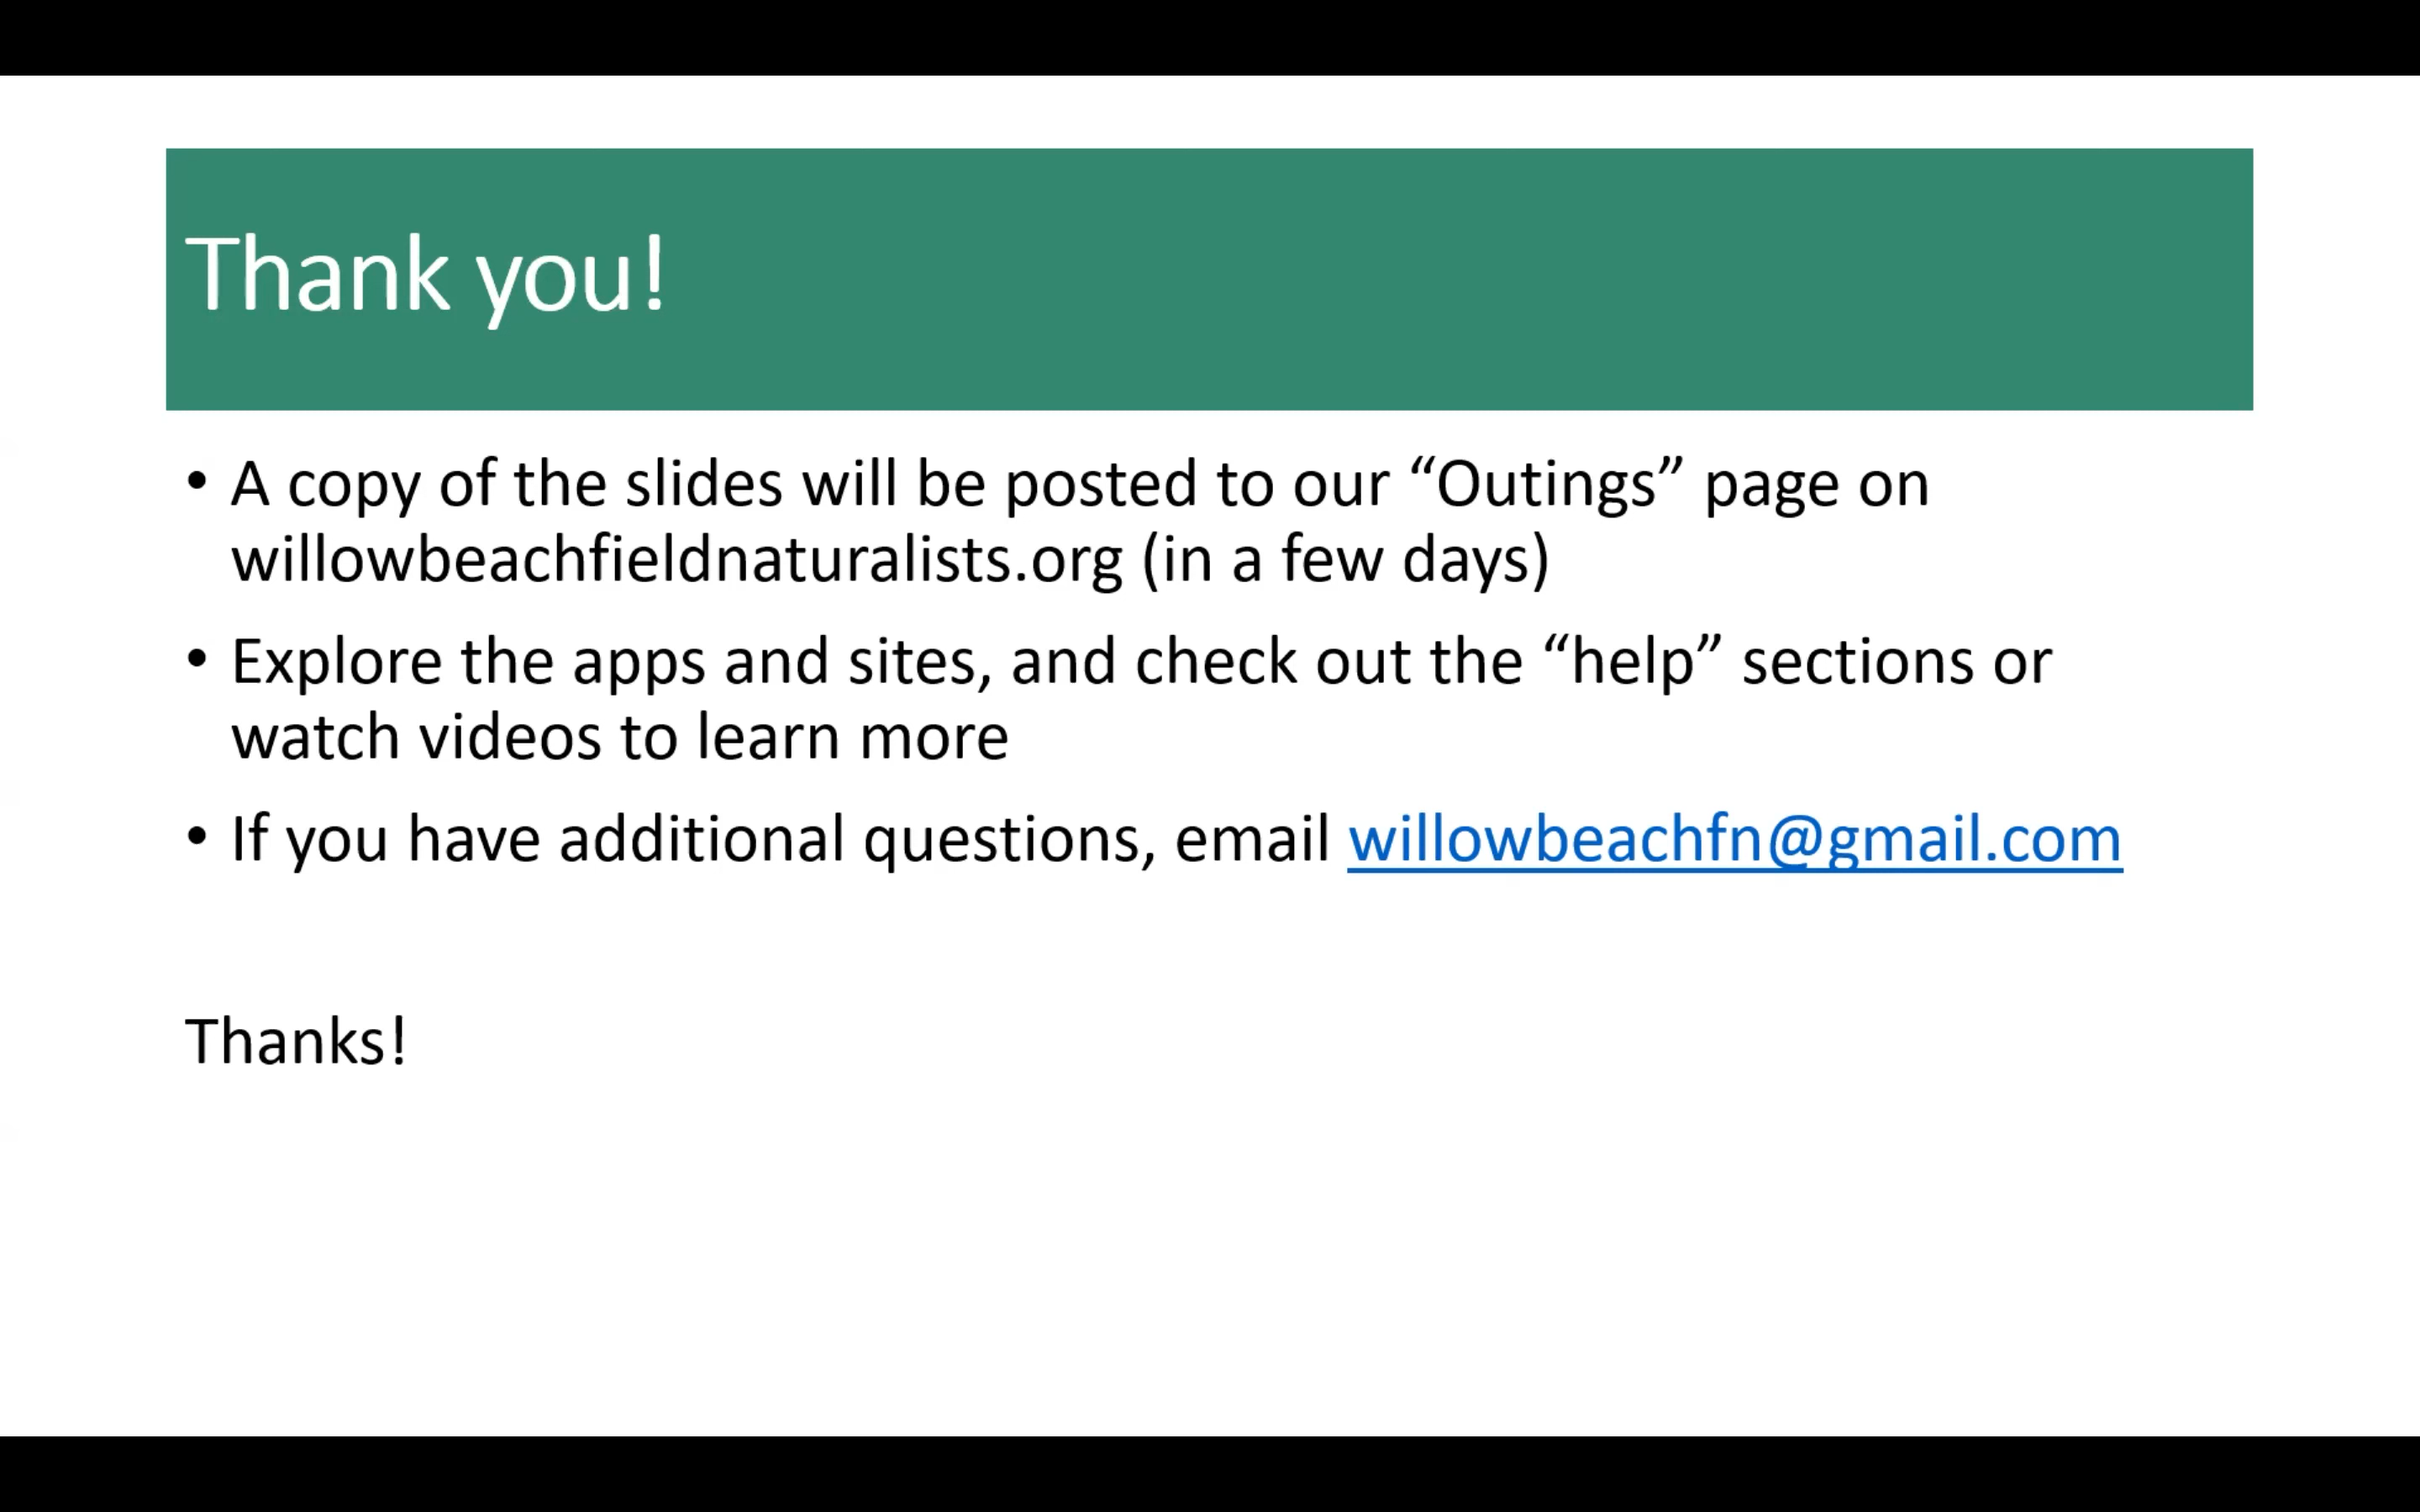 Thank you!
• A copy of the slides will be posted to our “Outings” page on
willowbeachfieldnaturalists.org (in a few days)
• Explore the apps and sites, and check out the “help” sections or
watch videos to learn more
• If you have additional questions, email willowbeachfn@gmail.com
Thanks!